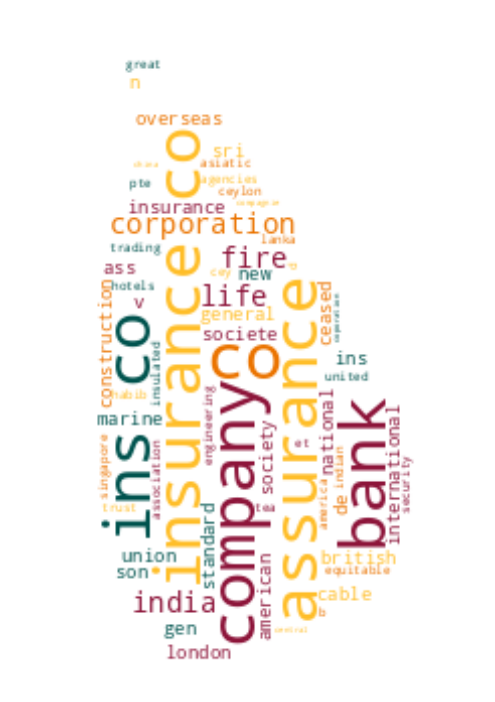 great
n
overseas
insurance co
sri
asiatic
pte
agencies
ceylon
insurance
corporation
lanka
trading
fire
ass
cey
new
hotels
life
v
construction
general
ceased
societe
ins co
co
ins
insulated
united
assurance
company
habib
engineering
national
bank
international
marine
society
et
singapore
association
indian
security
america
de
trust
tea
standard
union
british
son
american
equitable
india
cable
gen
london